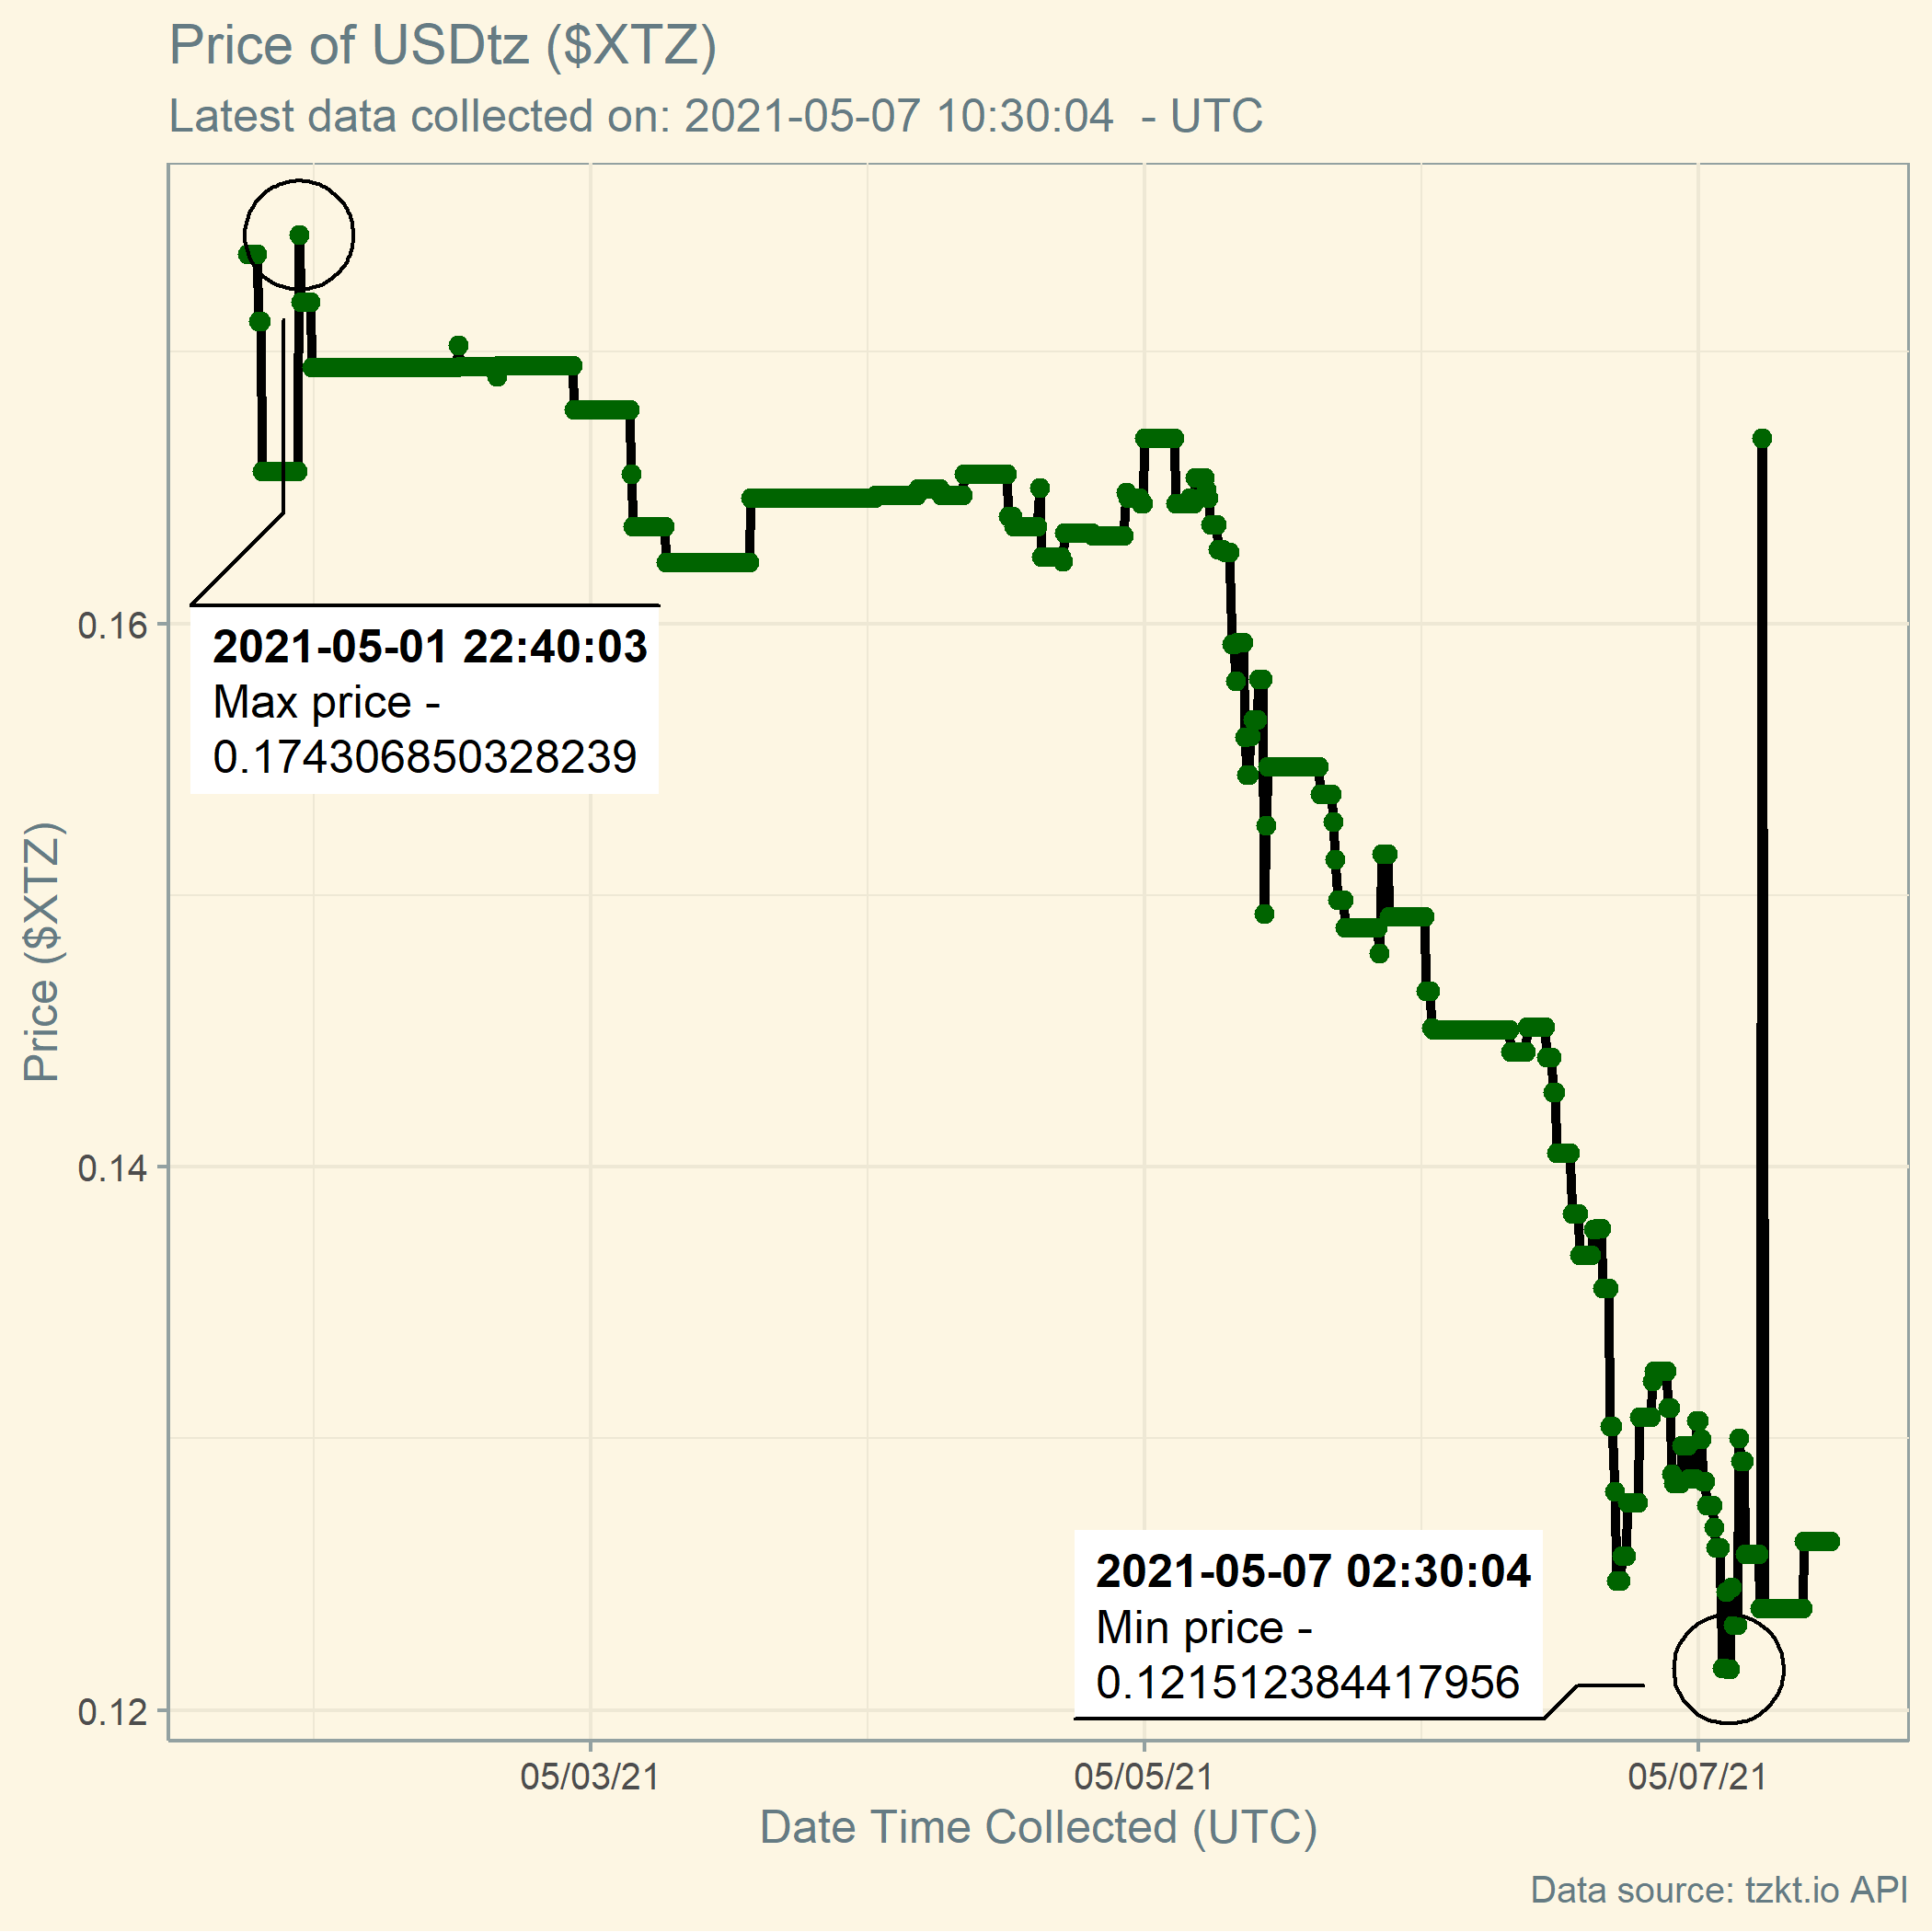 Price of USDtz ($XTZ)
Latest data collected on: 2021-05-07 10:30:04  - UTC
2021-05-01 22:40:03
Max price -
0.174306850328239
2021-05-07 02:30:04
Min price -
0.121512384417956
Price ($XTZ)
0.16
0.14
0.12
05/03/21
05/05/21
05/07/21
Date Time Collected (UTC)
Data source: tzkt.io API